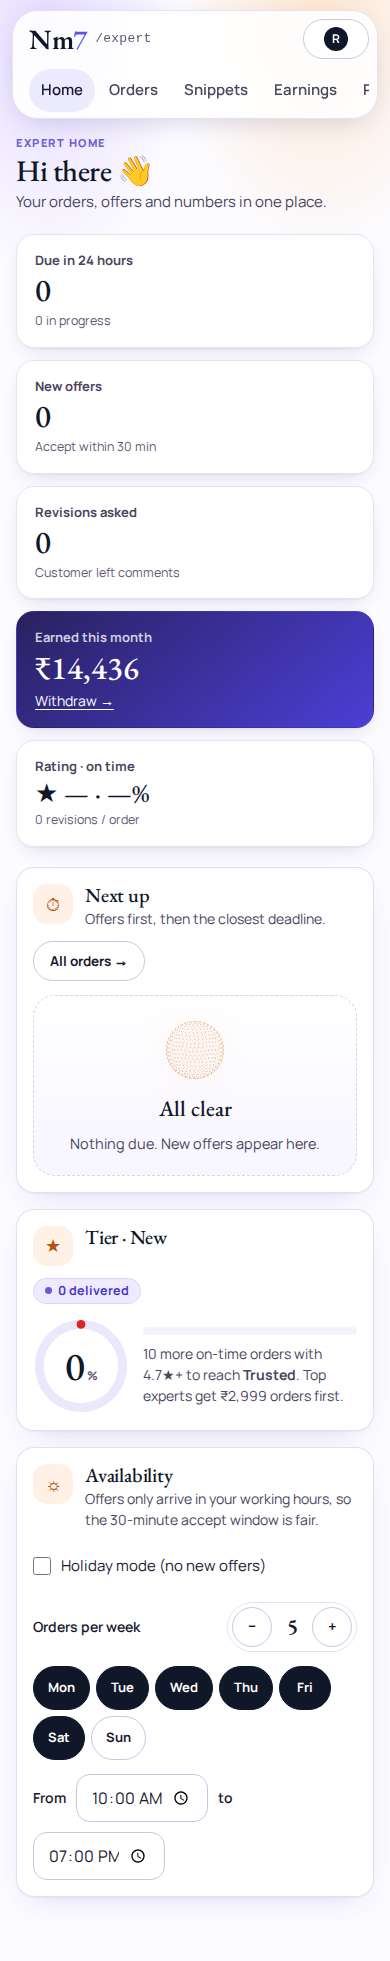 Nm7 /expert
R
Home Orders Snippets Earnings
EXPERT HOME
Hi there 👋
Your orders, offers and numbers in one place.
Due in 24 hours
0
0 in progress
New offers
0
Accept within 30 min
Revisions asked
0
Customer left comments
Earned this month
₹14,436
Withdraw →
Rating · on time
★ — · —%
0 revisions / order
Next up
Offers first, then the closest deadline.
All orders →
All clear
Nothing due. New offers appear here.
★ Tier · New
0 delivered
0%
10 more on-time orders with
4.7★+ to reach Trusted. Top
experts get ₹2,999 orders first.
Availability
Offers only arrive in your working hours, so
the 30-minute accept window is fair.
Holiday mode (no new offers)
Orders per week − 5 +
Mon Tue Wed Thu Fri
Sat Sun
From 10:00 AM to
07:00 PM